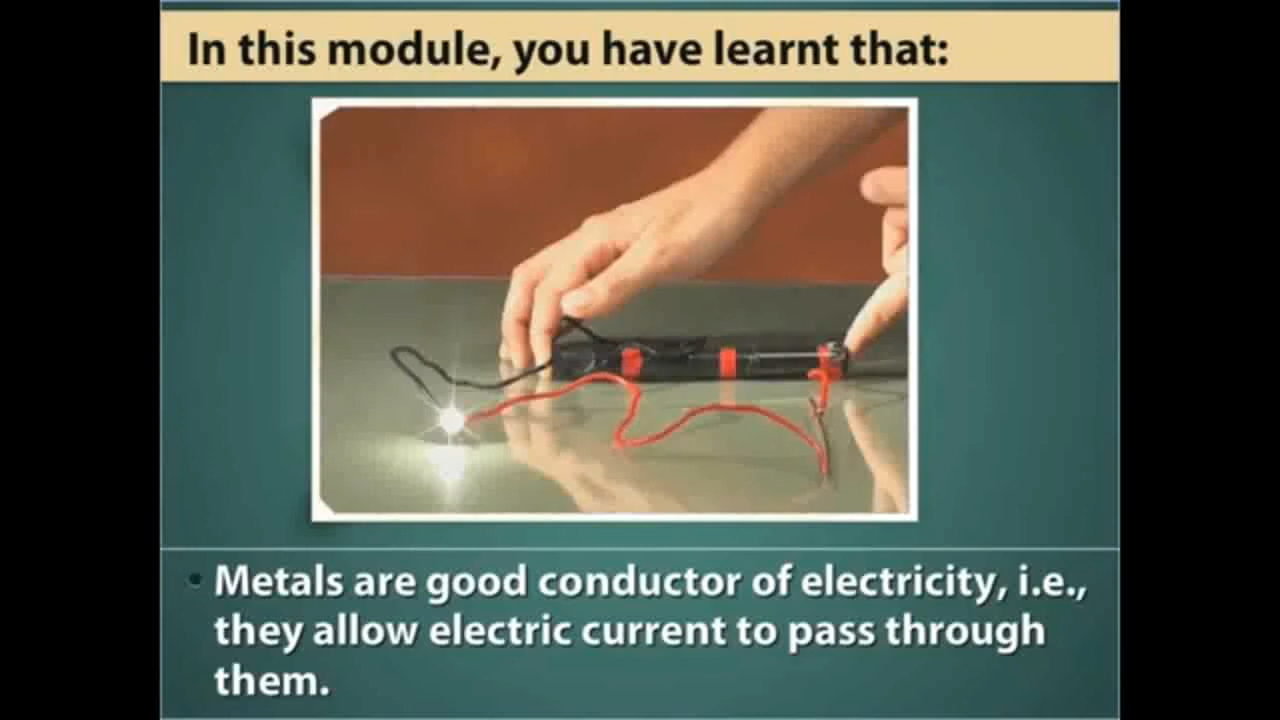 In this module, you have learnt that:
• Metals are good conductor of electricity, i.e.,
they allow electric current to pass through
them.